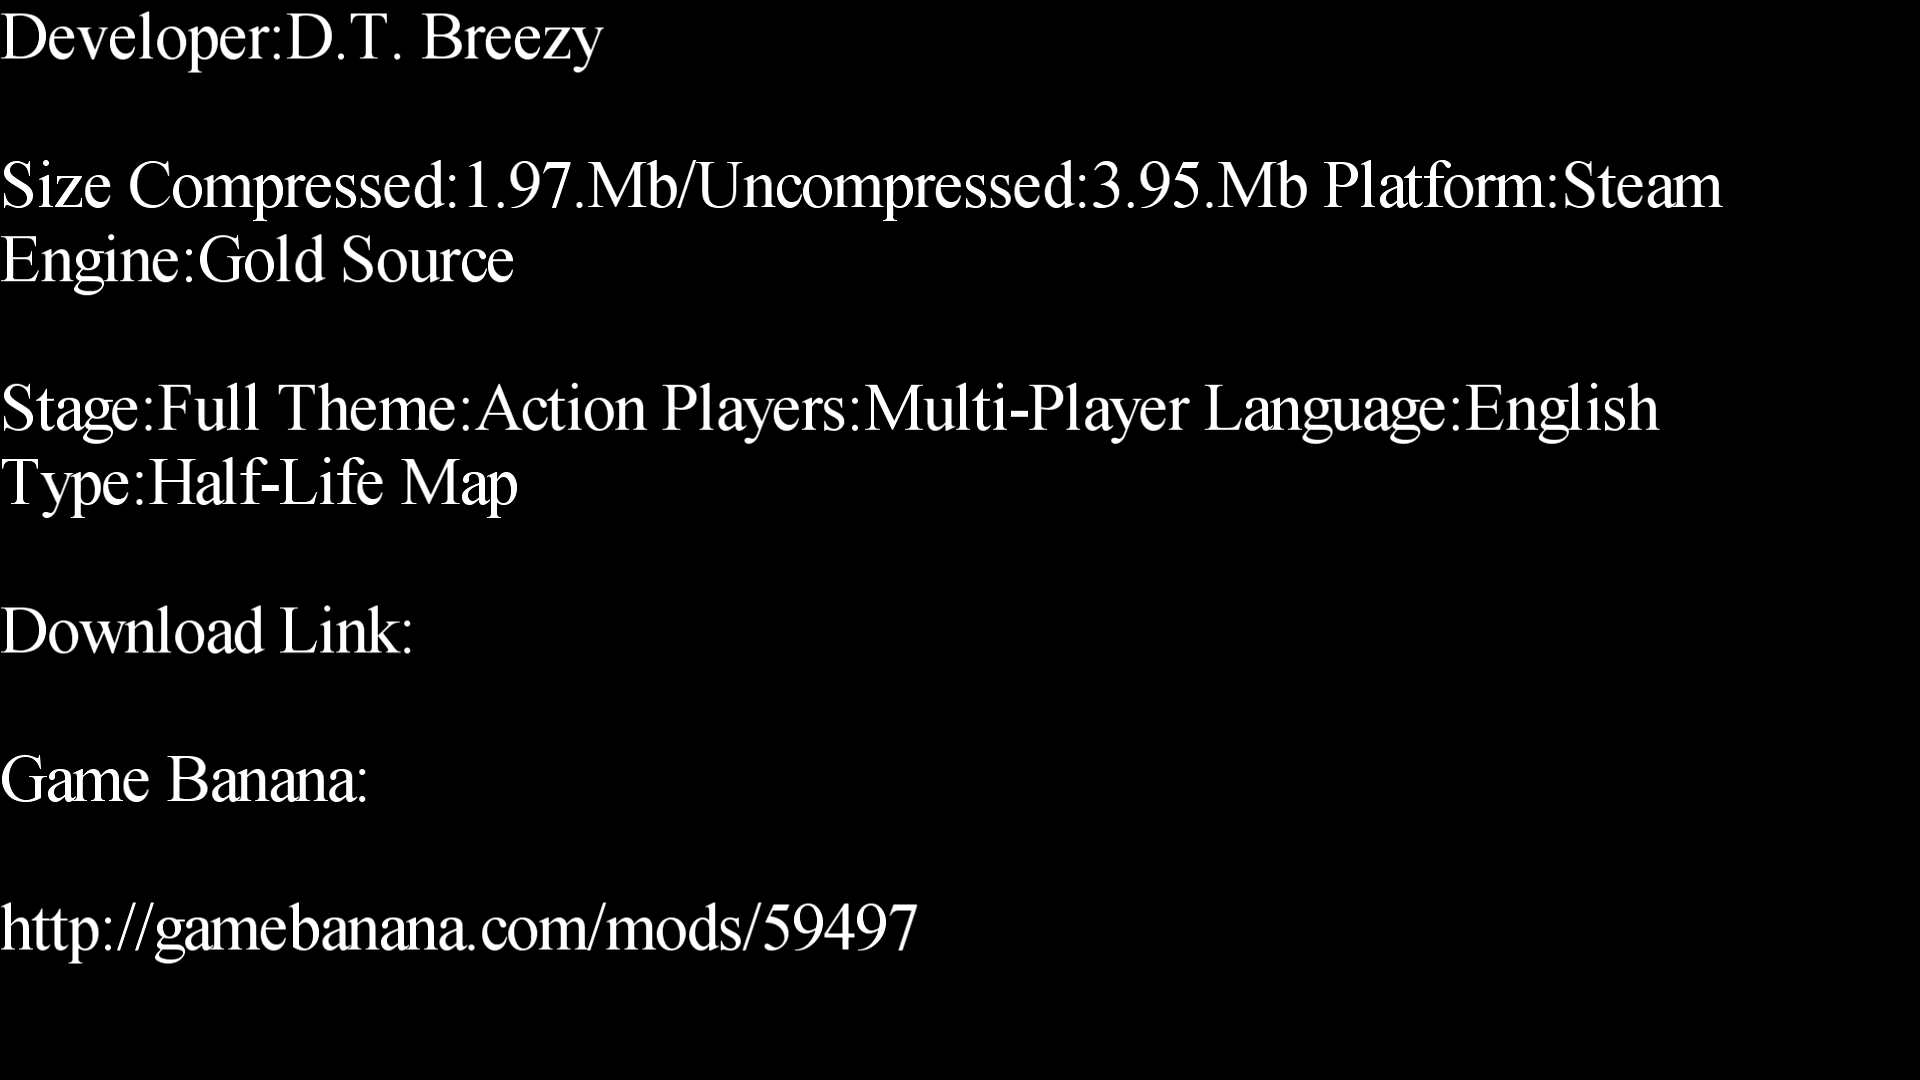 Developer:D.T. Breezy
Size Compressed:1.97.Mb/Uncompressed:3.95.Mb Platform:Steam
Engine:Gold Source
Stage:Full Theme:Action Players:Multi-Player Language:English
Type:Half-Life Map
Download Link:
Game Banana:
http://gamebanana.com/mods/59497